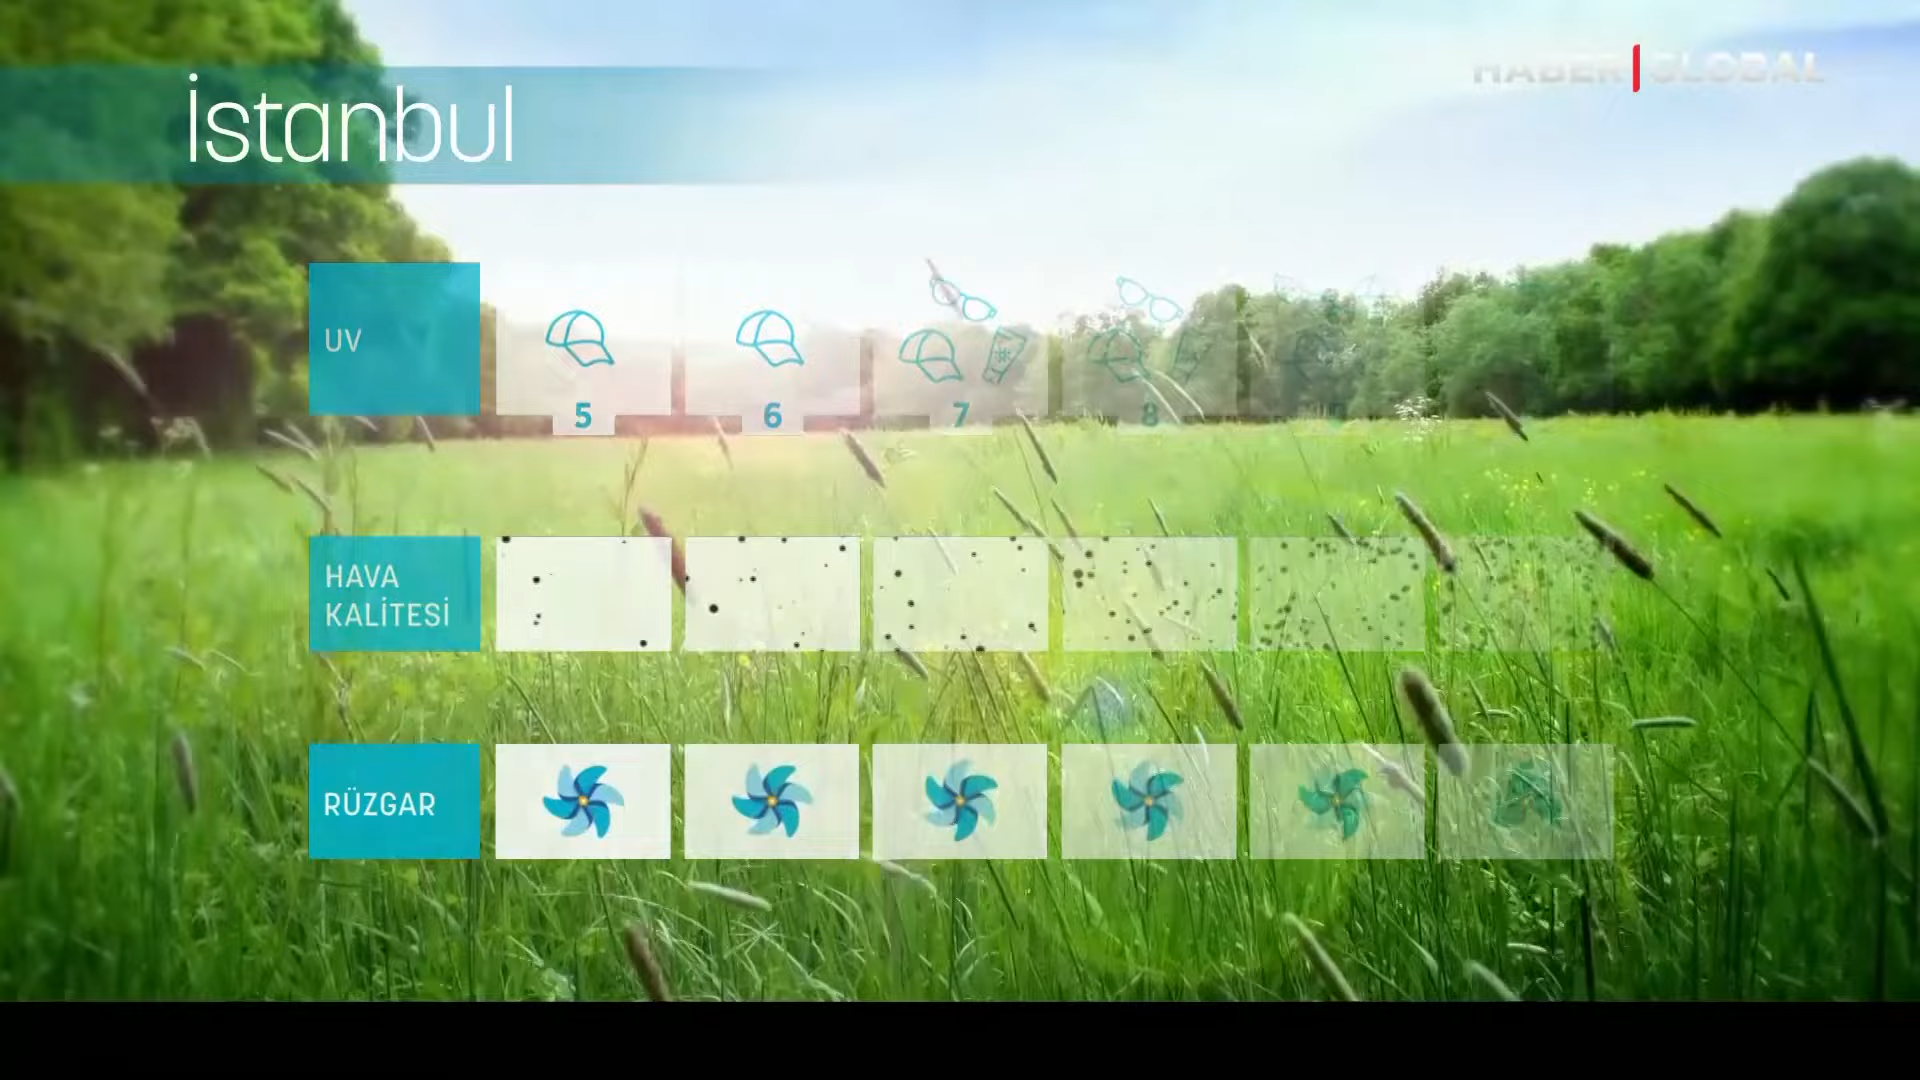 HABER GLOBAL
İstanbul
UV
5 6 7 8
HAVA
KALİTESİ
RÜZGAR